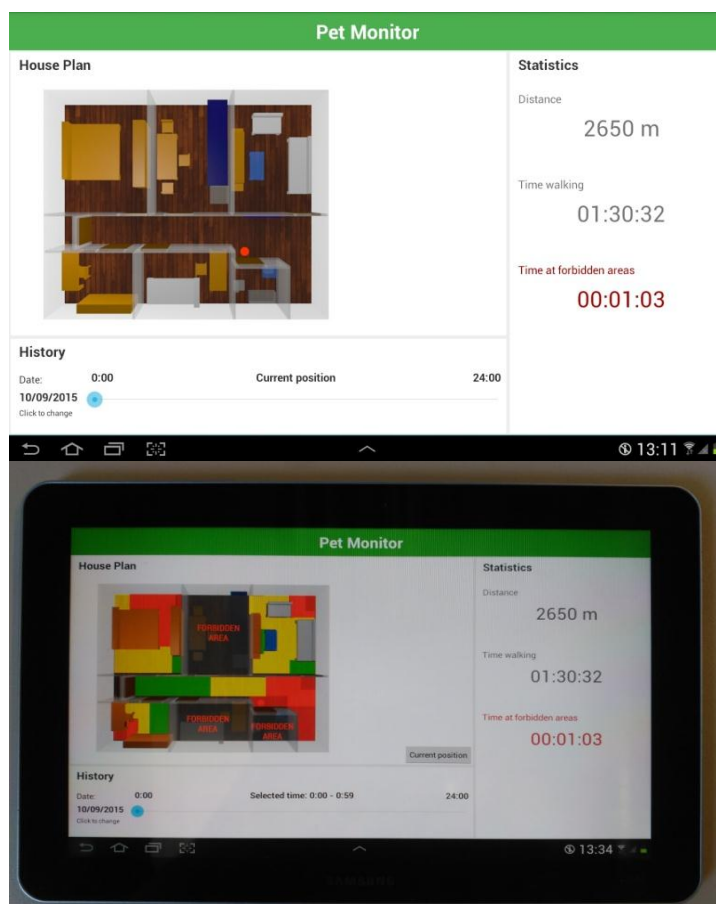 Pet Monitor
House Plan
Statistics
Distance
2650 m
Time walking
01:30:32
Time at forbidden areas
00:01:03
History
Date:
0:00
Current position
24:00
10/09/2015
Click to change
13:11
Pet Monitor
House Plan
Statistics
FORBIDDEN
AREA
FORBIDDEN
AREA
FORBIDDEN
AREA
Distance
2650 m
Time walking
01:30:32
Time at forbidden areas
00:01:03
Current position
History
Date:
0:00
Selected time: 0:00 - 0:59
24:00
10/09/2015
Click to change
13:34
SAMSUNG